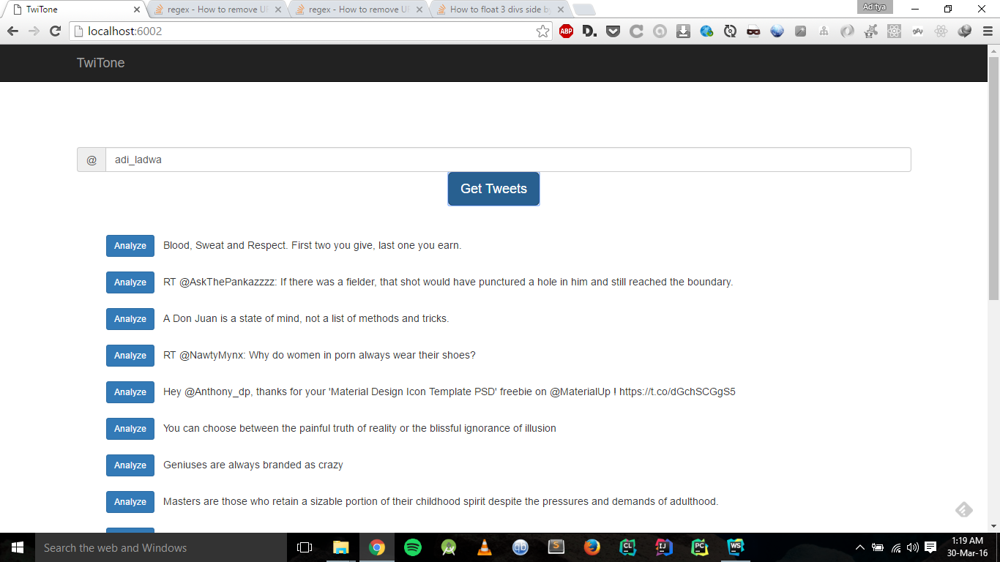 TwiTone
regex - How to remove U
regex - How to remove U
How to float 3 divs side b
Aditya
localhost:6002
ABP
D.
TwiTone
@ adi_ladwa
Get Tweets
Analyze Blood, Sweat and Respect. First two you give, last one you earn.
Analyze RT @AskThePankazzzz: If there was a fielder, that shot would have punctured a hole in him and still reached the boundary.
Analyze A Don Juan is a state of mind, not a list of methods and tricks.
Analyze RT @NawtyMynx: Why do women in porn always wear their shoes?
Analyze Hey @Anthony_dp, thanks for your 'Material Design Icon Template PSD' freebie on @MaterialUp ! https://t.co/dGchSCGgS5
Analyze You can choose between the painful truth of reality or the blissful ignorance of illusion
Analyze Geniuses are always branded as crazy
Analyze Masters are those who retain a sizable portion of their childhood spirit despite the pressures and demands of adulthood.
Search the web and Windows
qb
S
CL
IJ
PC
WS
1:19 AM
30-Mar-16